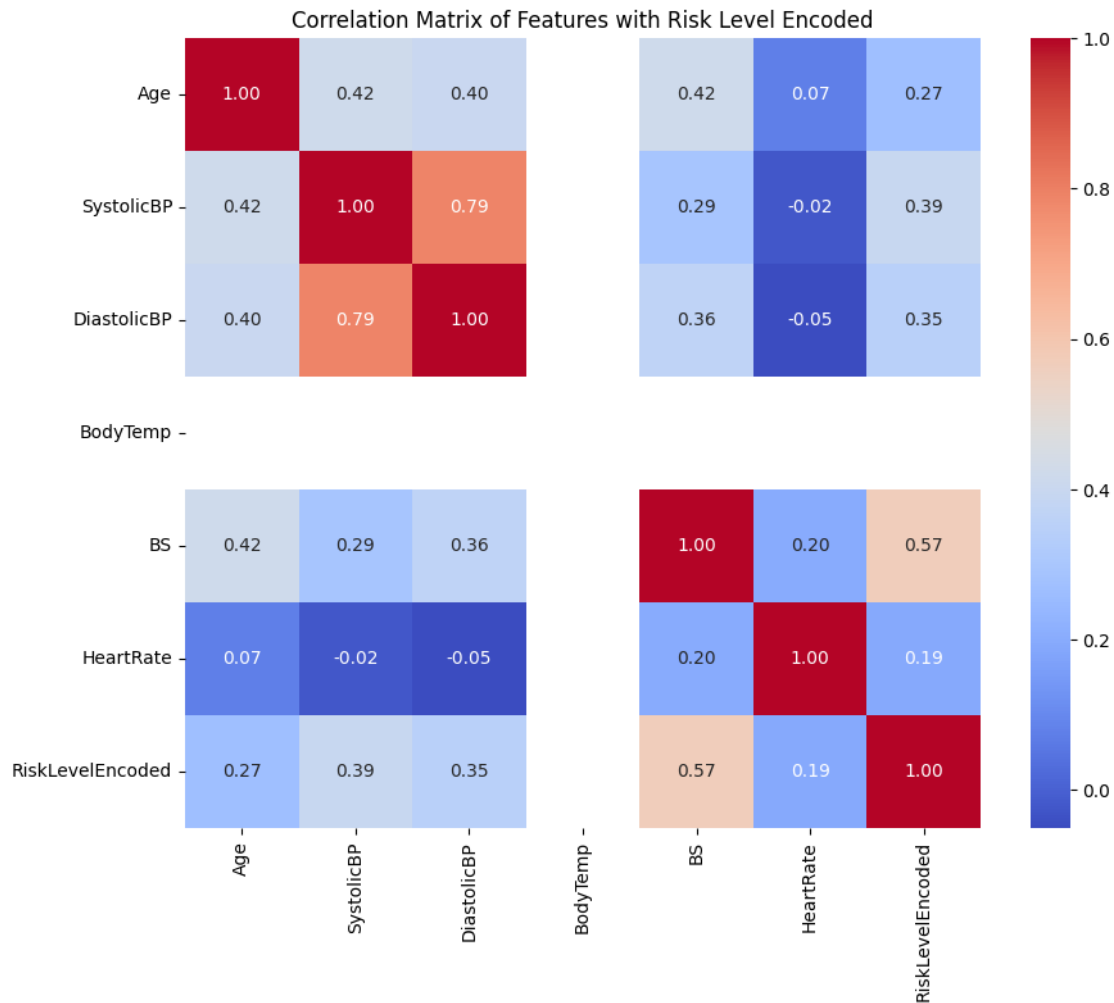 Correlation Matrix of Features with Risk Level Encoded
Age 1.00 0.42 0.40 0.42 0.07 0.27
SystolicBP 0.42 1.00 0.79 0.29 -0.02 0.39
DiastolicBP 0.40 0.79 1.00 0.36 -0.05 0.35
BodyTemp
BS 0.42 0.29 0.36 1.00 0.20 0.57
HeartRate 0.07 -0.02 -0.05 0.20 1.00 0.19
RiskLevelEncoded 0.27 0.39 0.35 0.57 0.19 1.00
Age
SystolicBP
DiastolicBP
BodyTemp
BS
HeartRate
RiskLevelEncoded
1.0
0.8
0.6
0.4
0.2
0.0